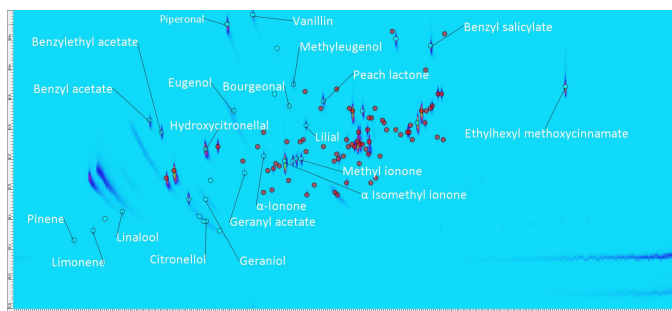 Piperonal
Vanillin
Benzyl salicylate
Benzylethyl acetate
Methyleugenol
Eugenol
Bourgeonal
Peach lactone
Benzyl acetate
Hydroxycitronellal
Lilial
Ethylhexyl methoxycinnamate
Methyl ionone
α Isomethyl ionone
α-Ionone
Geranyl acetate
Pinene
Linalool
Limonene
Citronellol
Geraniol